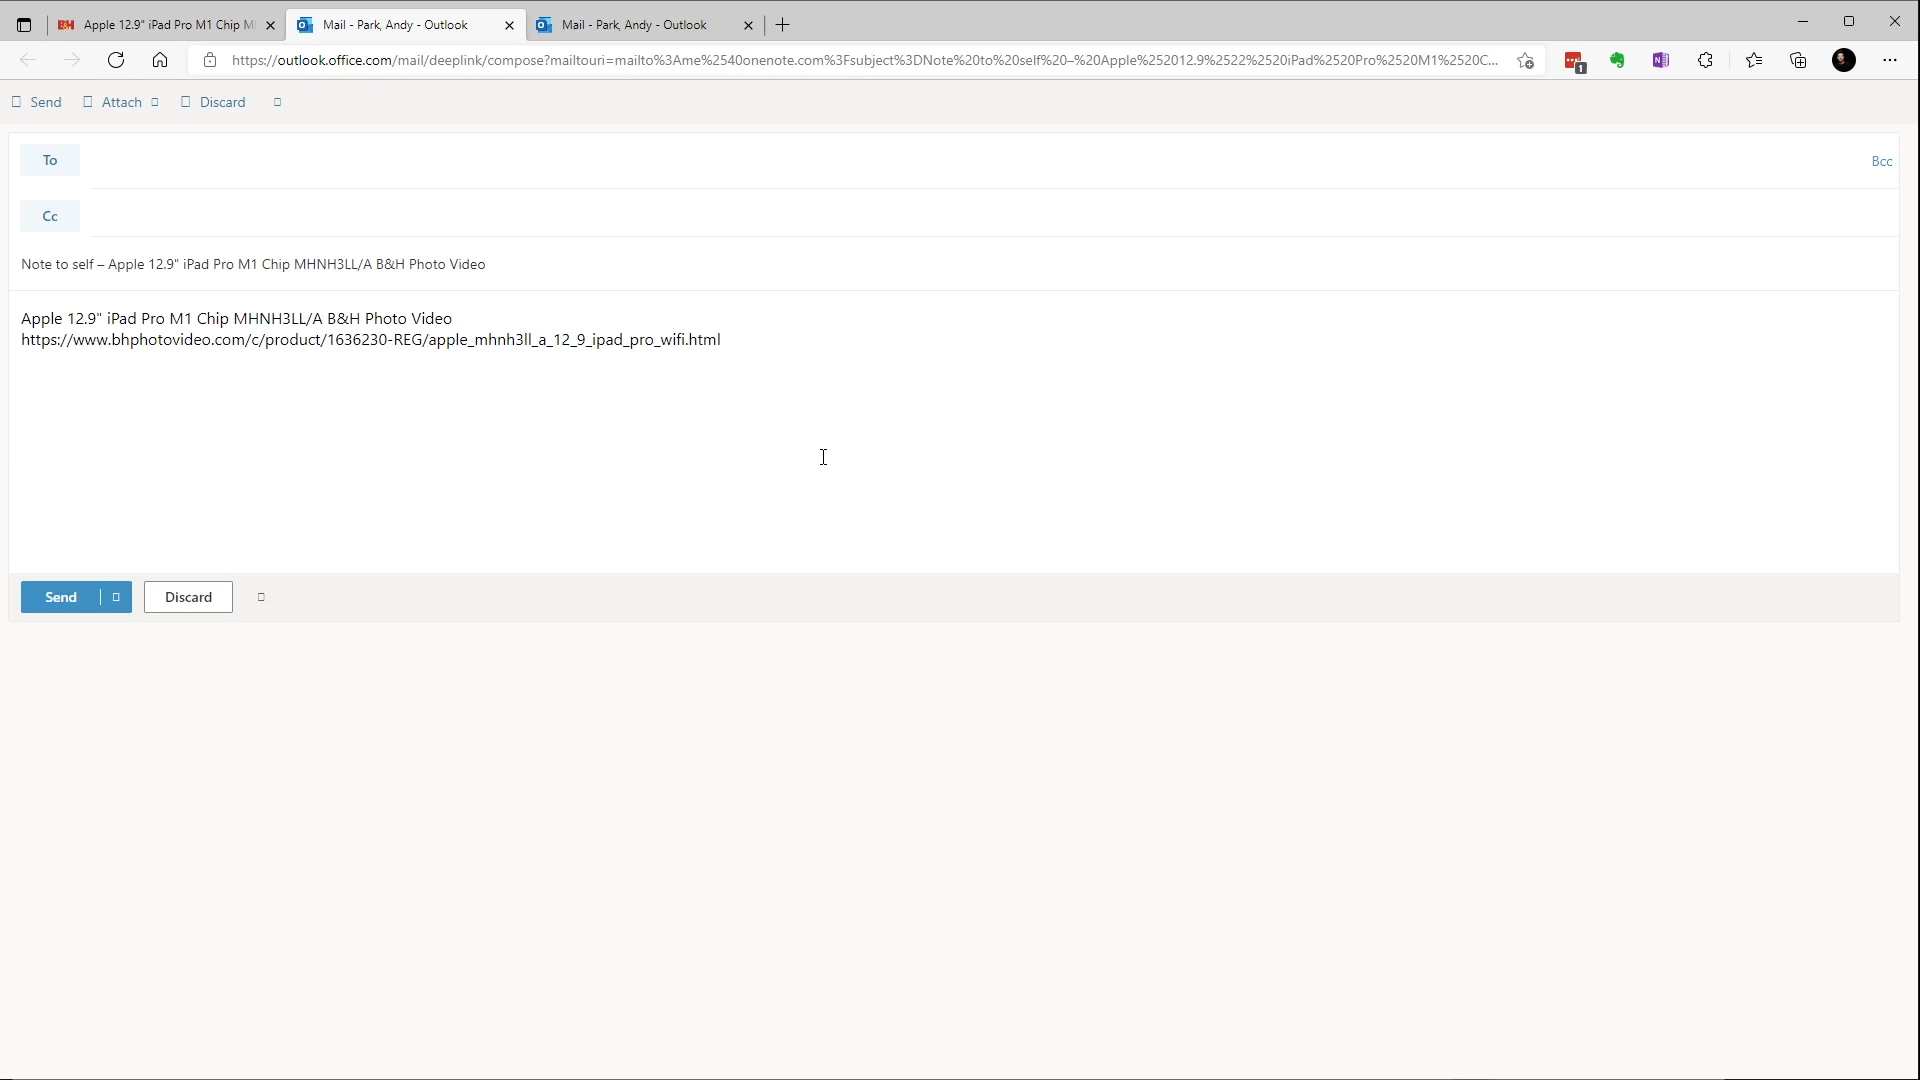 B&H Apple 12.9" iPad Pro M1 Chip M
Mail - Park, Andy - Outlook
Mail - Park, Andy - Outlook
https://outlook.office.com/mail/deeplink/compose?mailtouri=mailto%3Ame%2540onenote.com%3Fsubject%3DNote%20to%20self%20–%20Apple%252012.9%2522%2520iPad%2520Pro%2520M1%2520C...
1
Send Attach Discard
To
Bcc
Cc
Note to self – Apple 12.9" iPad Pro M1 Chip MHNH3LL/A B&H Photo Video
Apple 12.9" iPad Pro M1 Chip MHNH3LL/A B&H Photo Video
https://www.bhphotovideo.com/c/product/1636230-REG/apple_mhnh3ll_a_12_9_ipad_pro_wifi.html
Send Discard